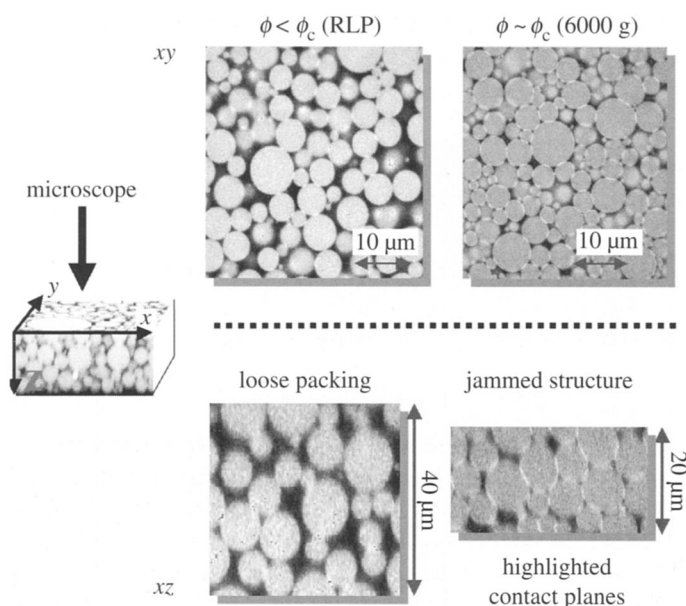 ϕ < ϕc (RLP)
ϕ ~ ϕc (6000 g)
xy
microscope
10 μm
10 μm
y
x
z
loose packing
jammed structure
40 μm
20 μm
highlighted
contact planes
xz